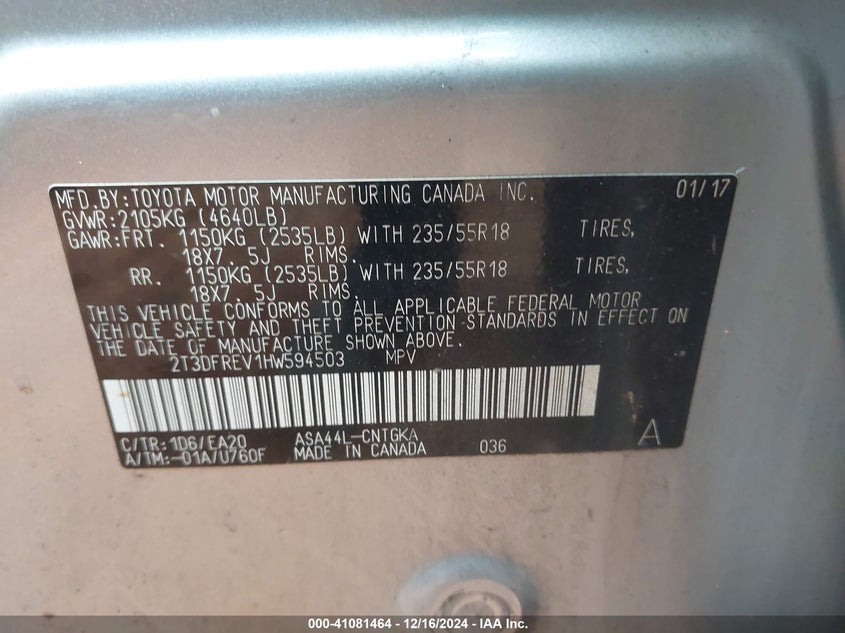 MFD.BY:TOYOTA MOTOR MANUFACTURING CANADA INC. 01/17
GVWR:2105KG (4640LB)
GAWR:FRT. 1150KG (2535LB) WITH 235/55R18 TIRES,
18X7. 5J RIMS.
RR. 1150KG (2535LB) WITH 235/55R18 TIRES,
18X7. 5J RIMS.
THIS VEHICLE CONFORMS TO ALL APPLICABLE FEDERAL MOTOR
VEHICLE SAFETY AND THEFT PREVENTION STANDARDS IN EFFECT ON
THE DATE OF MANUFACTURE SHOWN ABOVE.
2T3DFREV1HW594503 MPV
C/TR:1D6/EA20 ASA44L-CNTGKA 036 A
A/TM:-01A/U760F MADE IN CANADA
000-41081464 - 12/16/2024 - IAA Inc.